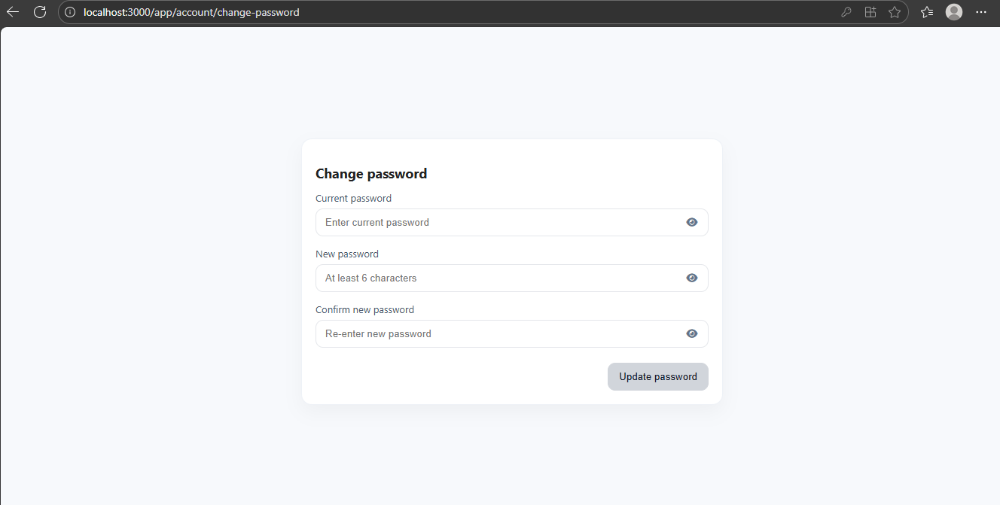 localhost:3000/app/account/change-password
Change password
Current password
Enter current password
New password
At least 6 characters
Confirm new password
Re-enter new password
Update password